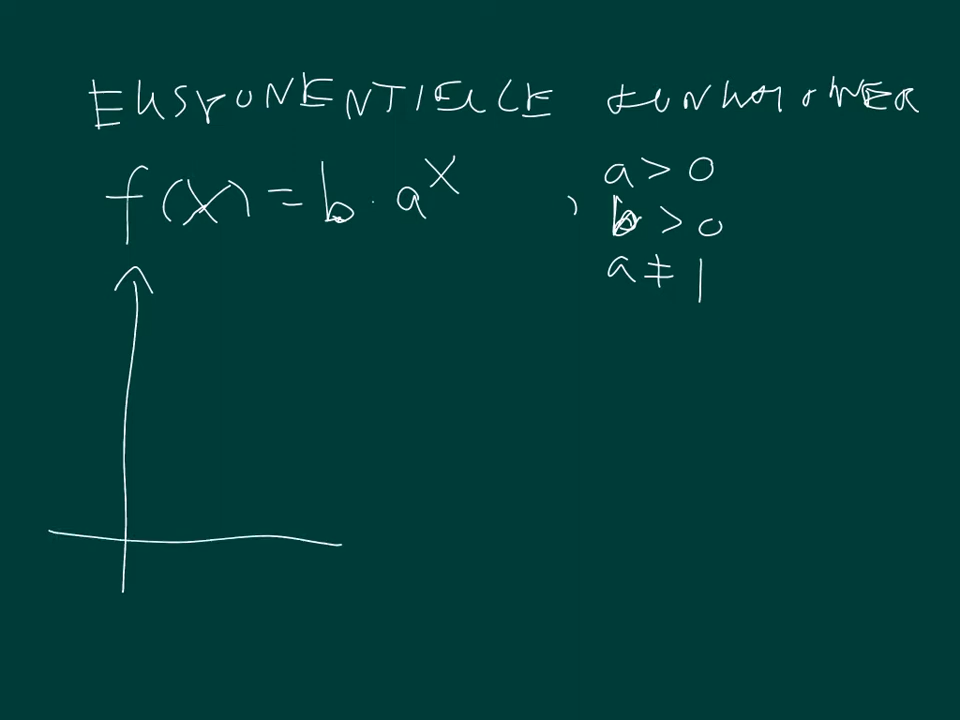 EKSPONENTIELLE FUNKTIONER
f(x) = b · a^x , a > 0
b > 0
a ≠ 1